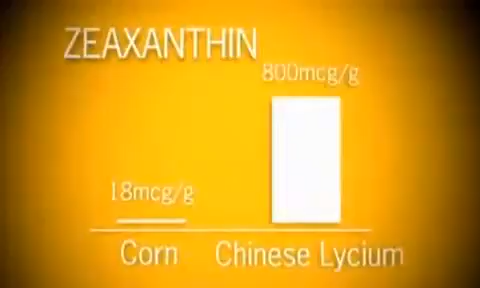 ZEAXANTHIN
800mcg/g
18mcg/g
Corn
Chinese Lycium